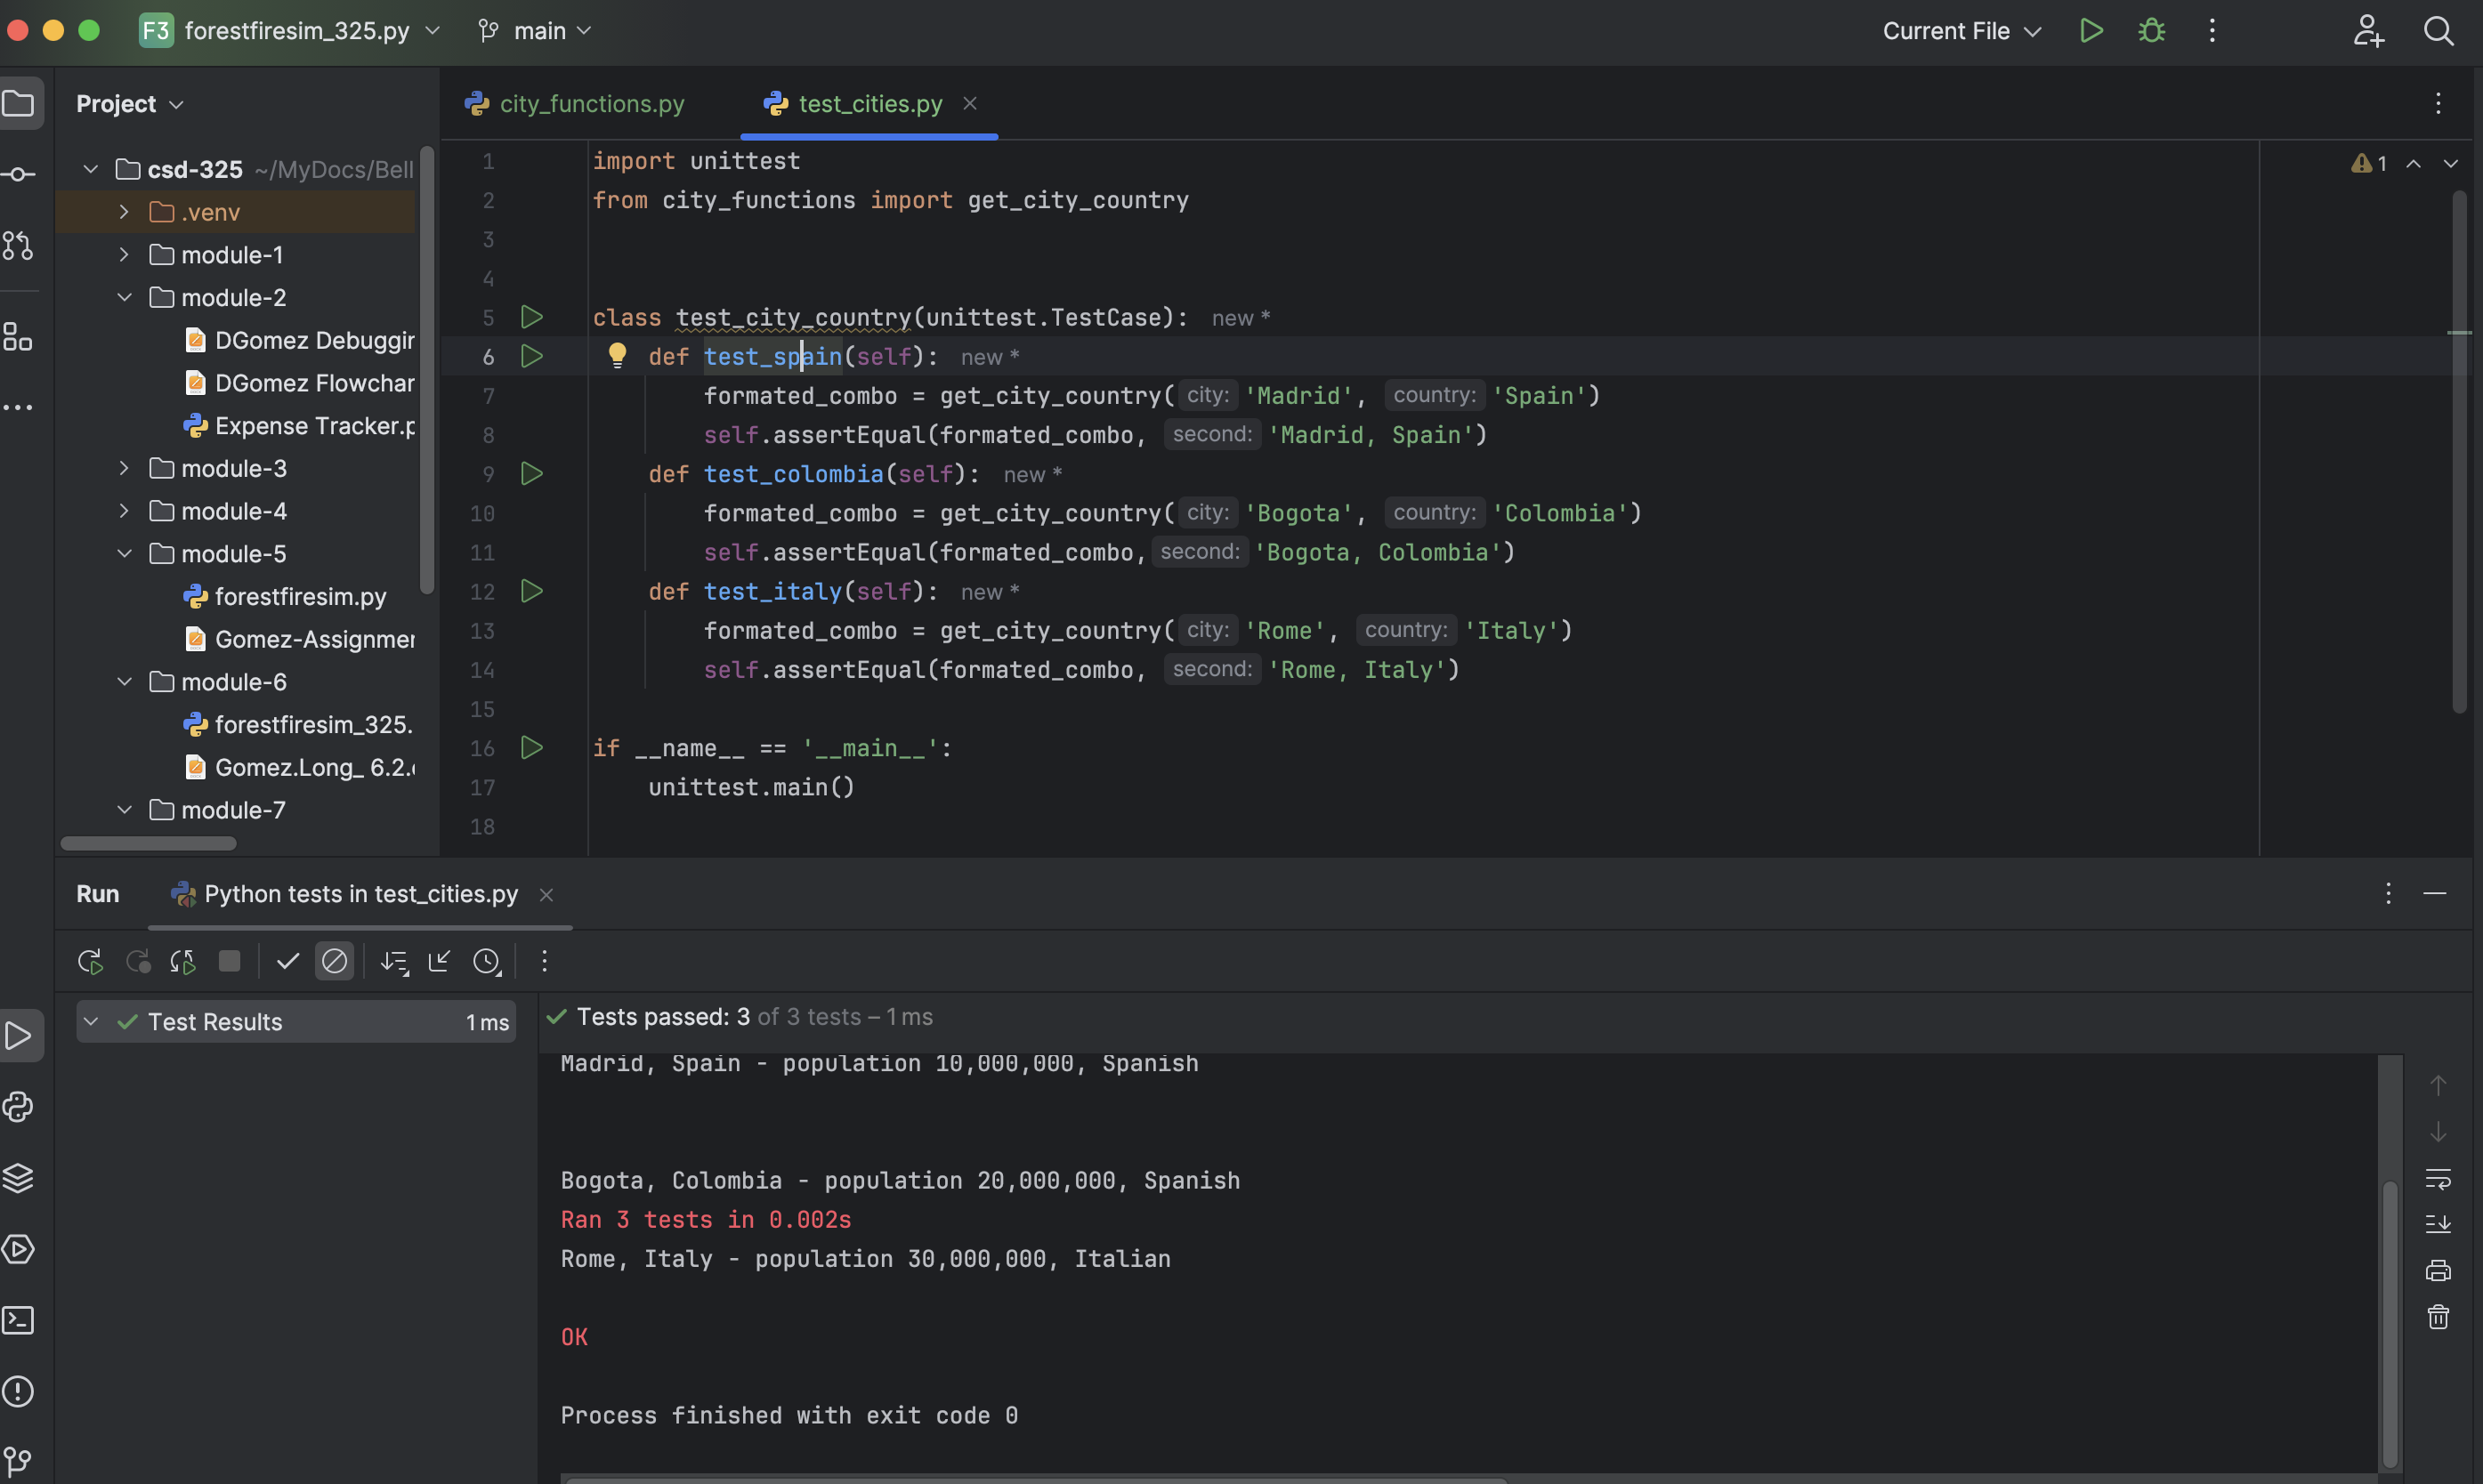 F3 forestfiresim_325.py main Current File
Project
city_functions.py test_cities.py
csd-325 ~/MyDocs/Bell
.venv
module-1
module-2
DGomez Debuggin
DGomez Flowchar
Expense Tracker.p
module-3
module-4
module-5
forestfiresim.py
Gomez-Assignmen
module-6
forestfiresim_325.
Gomez.Long_ 6.2.
module-7
1
1 import unittest
2 from city_functions import get_city_country
3
4
5 class test_city_country(unittest.TestCase): new *
6 def test_spain(self): new *
7 formated_combo = get_city_country( city: 'Madrid', country: 'Spain')
8 self.assertEqual(formated_combo, second: 'Madrid, Spain')
9 def test_colombia(self): new *
10 formated_combo = get_city_country( city: 'Bogota', country: 'Colombia')
11 self.assertEqual(formated_combo, second: 'Bogota, Colombia')
12 def test_italy(self): new *
13 formated_combo = get_city_country( city: 'Rome', country: 'Italy')
14 self.assertEqual(formated_combo, second: 'Rome, Italy')
15
16 if __name__ == '__main__':
17 unittest.main()
18
Run Python tests in test_cities.py
Test Results 1 ms
Tests passed: 3 of 3 tests – 1 ms
Madrid, Spain - population 10,000,000, Spanish
Bogota, Colombia - population 20,000,000, Spanish
Ran 3 tests in 0.002s
Rome, Italy - population 30,000,000, Italian
OK
Process finished with exit code 0